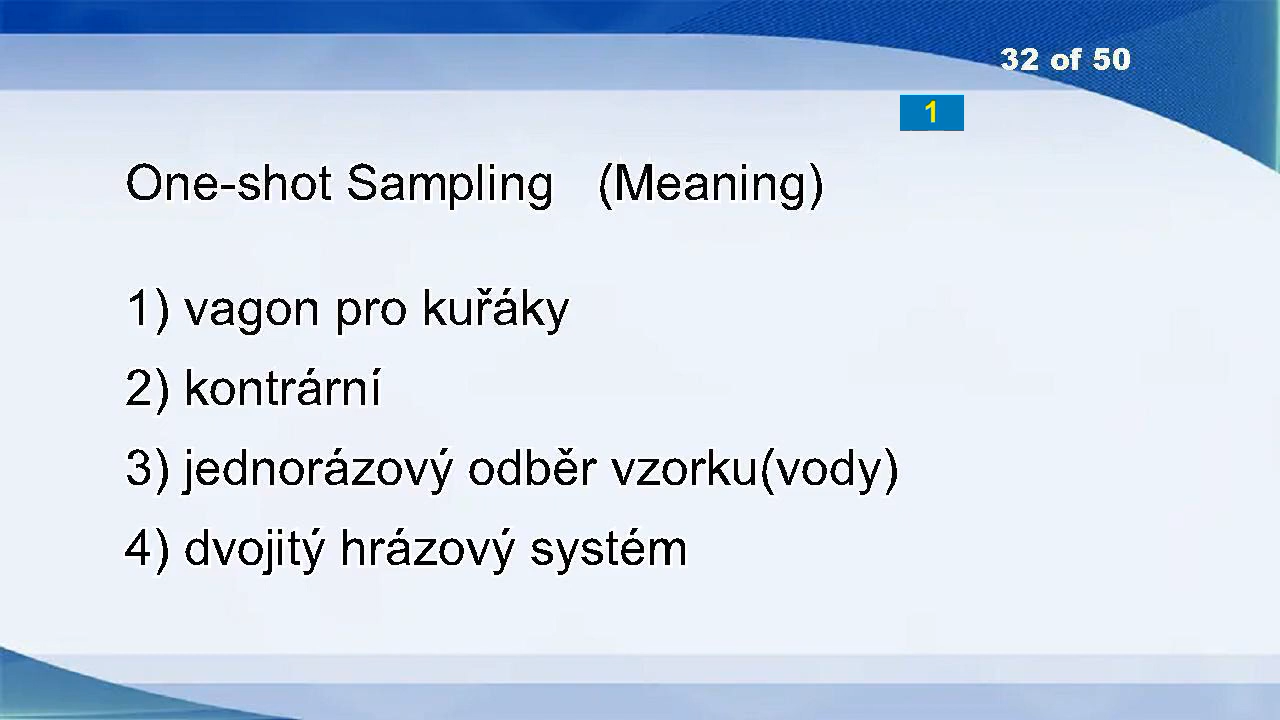 32 of 50
1
One-shot Sampling (Meaning)
1) vagon pro kuřáky
2) kontrární
3) jednorázový odběr vzorku(vody)
4) dvojitý hrázový systém